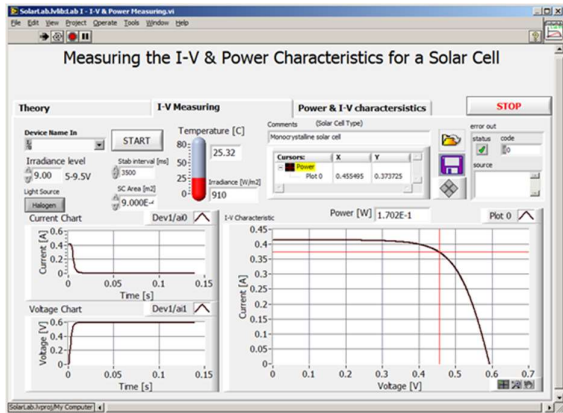 SolarLab.lvlib:Lab I - I-V & Power Measuring.vi
File Edit View Project Operate Tools Window Help
Measuring the I-V & Power Characteristics for a Solar Cell
Theory I-V Measuring Power & I-V charactersistics STOP
Device Name In
START
Temperature [C]
80-
50-
25-
0-
25.32
Comments (Solar Cell Type)
Monocrystalline solar cell
error out
status code
0
source
Irradiance level
9.00 5-9.5V
Stab interval [ms]
3500
SC Area [m2]
9.000E-
Light Source
Halogen
Irradiance [W/m2]
910
Cursors: X Y
Power
Plot 0 0.455495 0.373725
Current Chart Dev1/ai0
Current [A]
0.6
0.4
0.2
0
0 0.05 0.1 0.15
Time [s]
Voltage Chart Dev1/ai1
Voltage [V]
0.6
0.4
0.2
0
0 0.05 0.1 0.15
Time [s]
I-V Characteristic Power [W] 1.702E-1 Plot 0
Current [A]
0.45
0.4
0.35
0.3
0.25
0.2
0.15
0.1
0.05
0
0 0.1 0.2 0.3 0.4 0.5 0.6 0.7
Voltage [V]
SolarLab.lvproj/My Computer